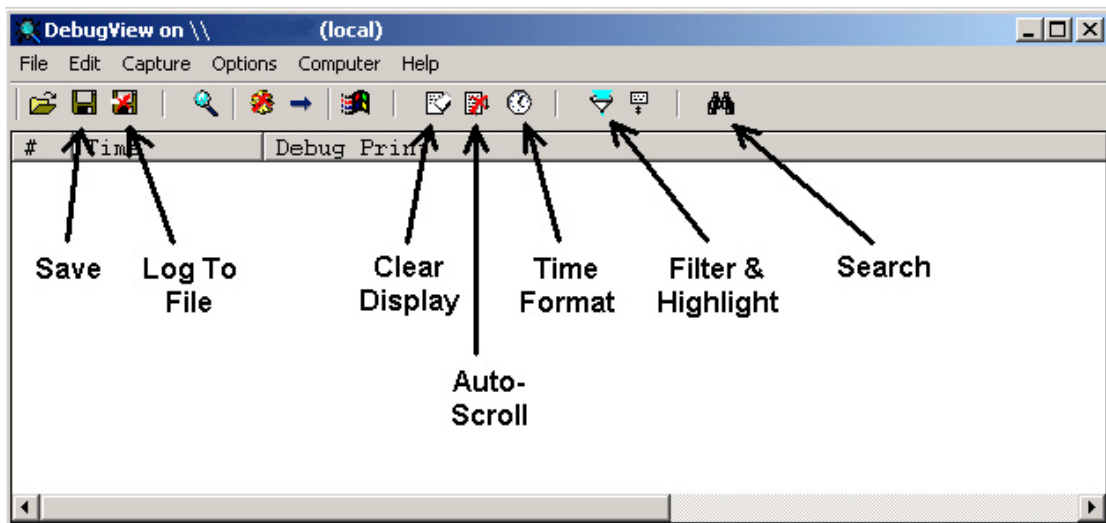 DebugView on \\ (local)
File Edit Capture Options Computer Help
# Time Debug Print
Save
Log To
File
Clear
Display
Time
Format
Filter &
Highlight
Search
Auto-
Scroll